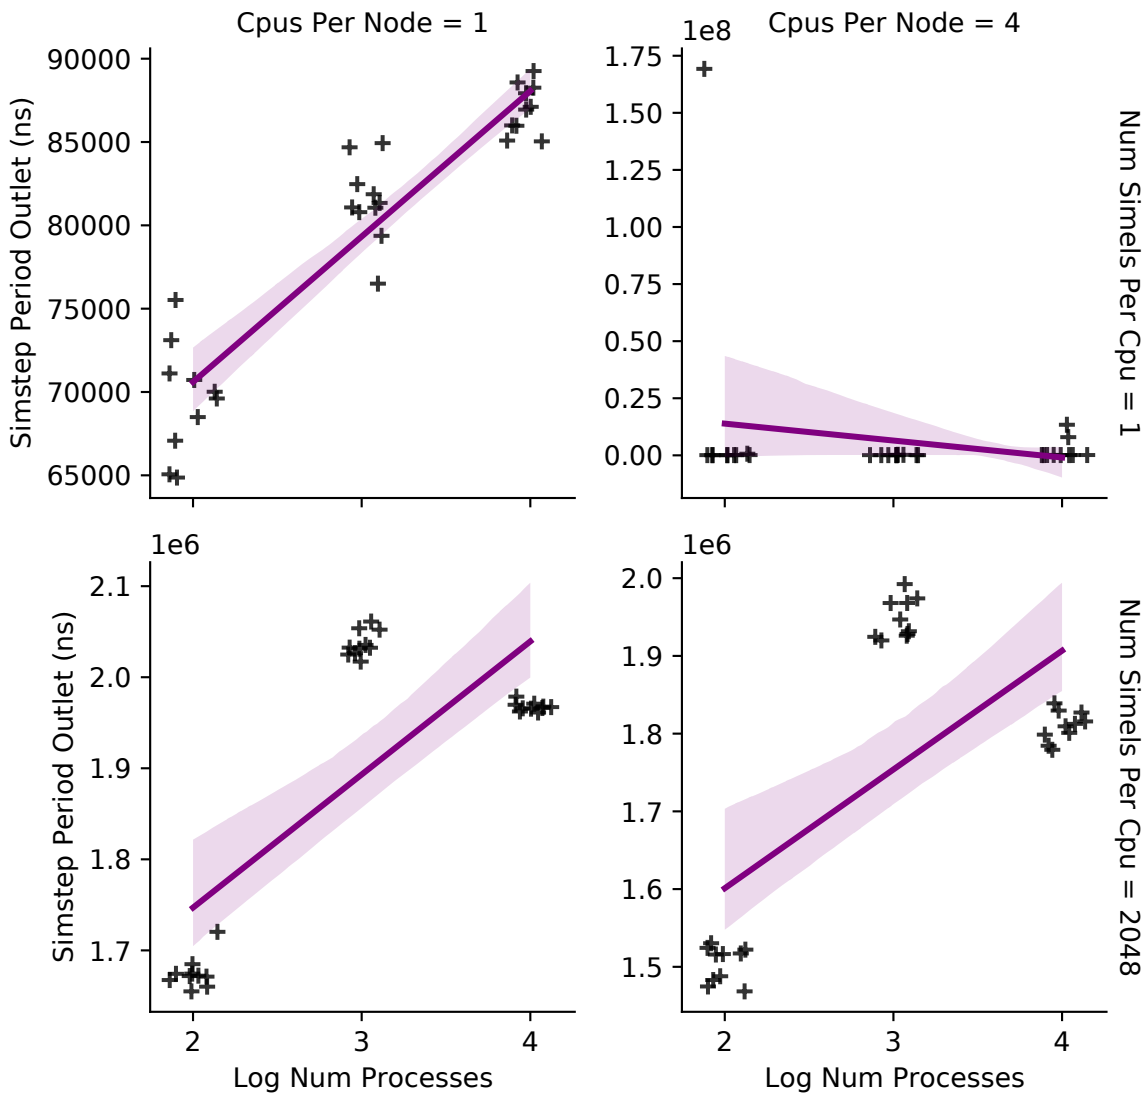 Cpus Per Node = 1
Cpus Per Node = 4
1e8
Simstep Period Outlet (ns)
90000
85000
80000
75000
70000
65000
1.75
1.50
1.25
1.00
0.75
0.50
0.25
0.00
Num Simels Per Cpu = 1
1e6
Simstep Period Outlet (ns)
2.1
2.0
1.9
1.8
1.7
2
3
4
Log Num Processes
1e6
2.0
1.9
1.8
1.7
1.6
1.5
2
3
4
Log Num Processes
Num Simels Per Cpu = 2048